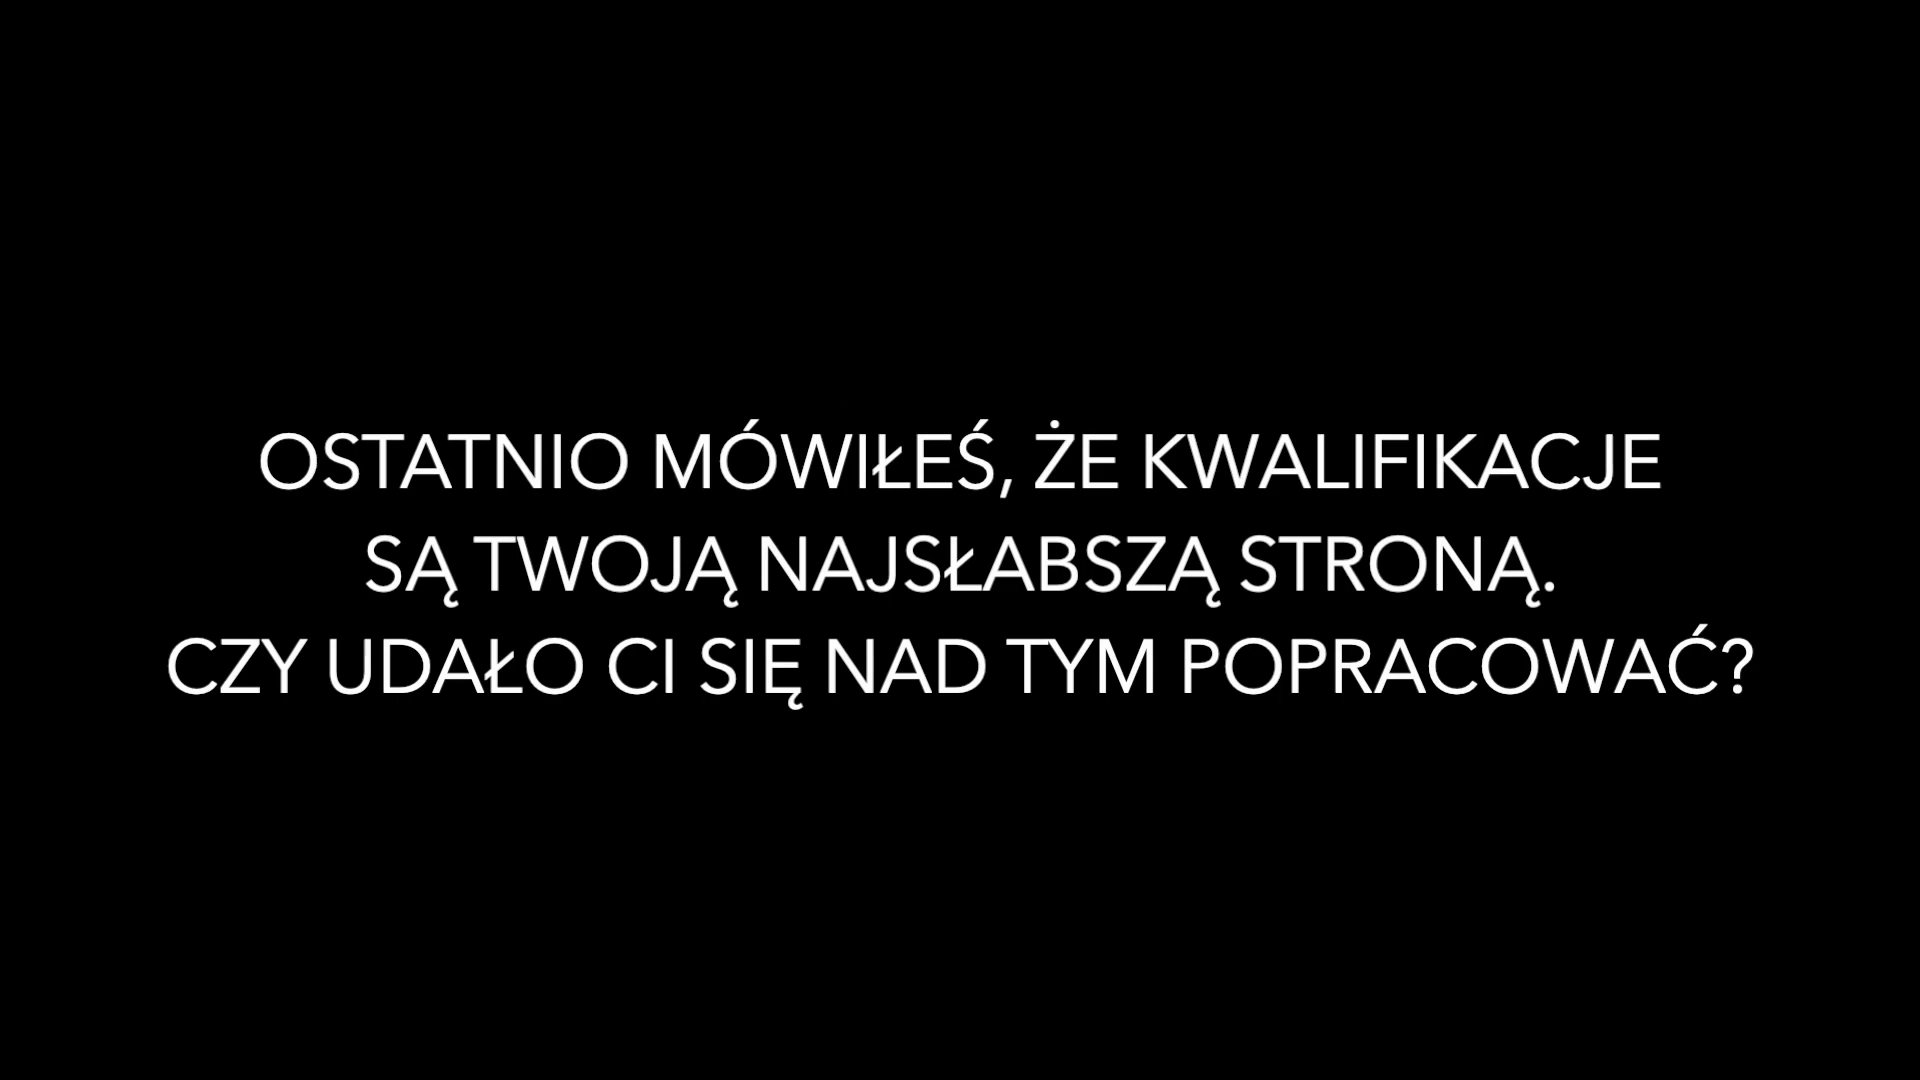 OSTATNIO MÓWIŁEŚ, ŻE KWALIFIKACJE
SĄ TWOJĄ NAJSŁABSZĄ STRONĄ.
CZY UDAŁO CI SIĘ NAD TYM POPRACOWAĆ?